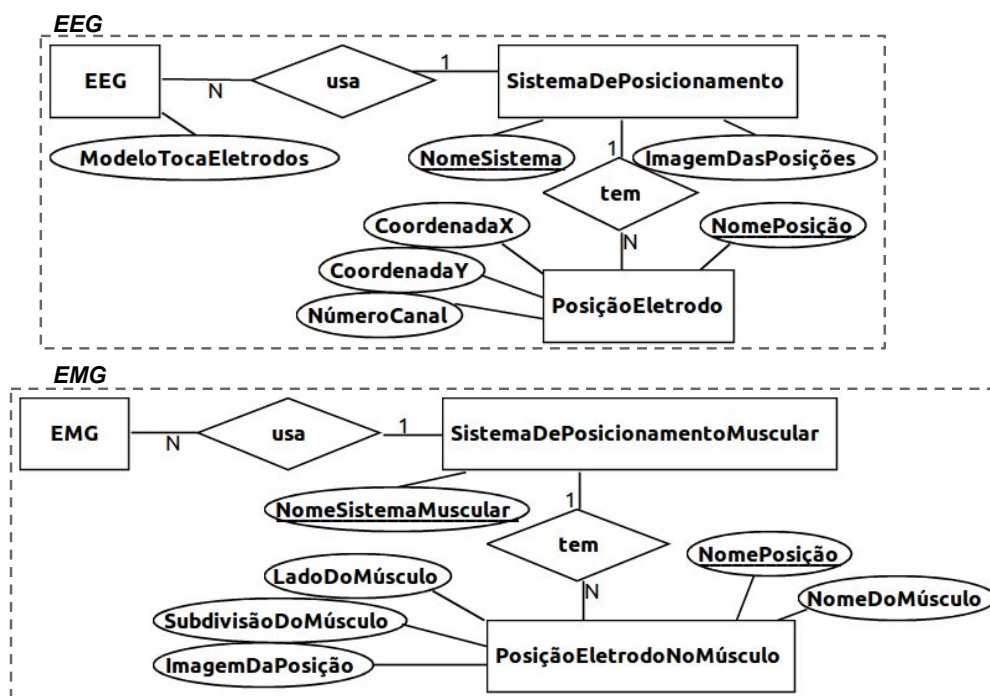 EEG
EEG
N
usa
1
SistemaDePosicionamento
ModeloTocaEletrodos
NomeSistema
1
ImagemDasPosições
tem
CoordenadaX
N
NomePosição
CoordenadaY
NúmeroCanal
PosiçãoEletrodo
EMG
EMG
N
usa
1
SistemaDePosicionamentoMuscular
NomeSistemaMuscular
1
tem
NomePosição
LadoDoMúsculo
N
NomeDoMúsculo
SubdivisãoDoMúsculo
ImagemDaPosição
PosiçãoEletrodoNoMúsculo